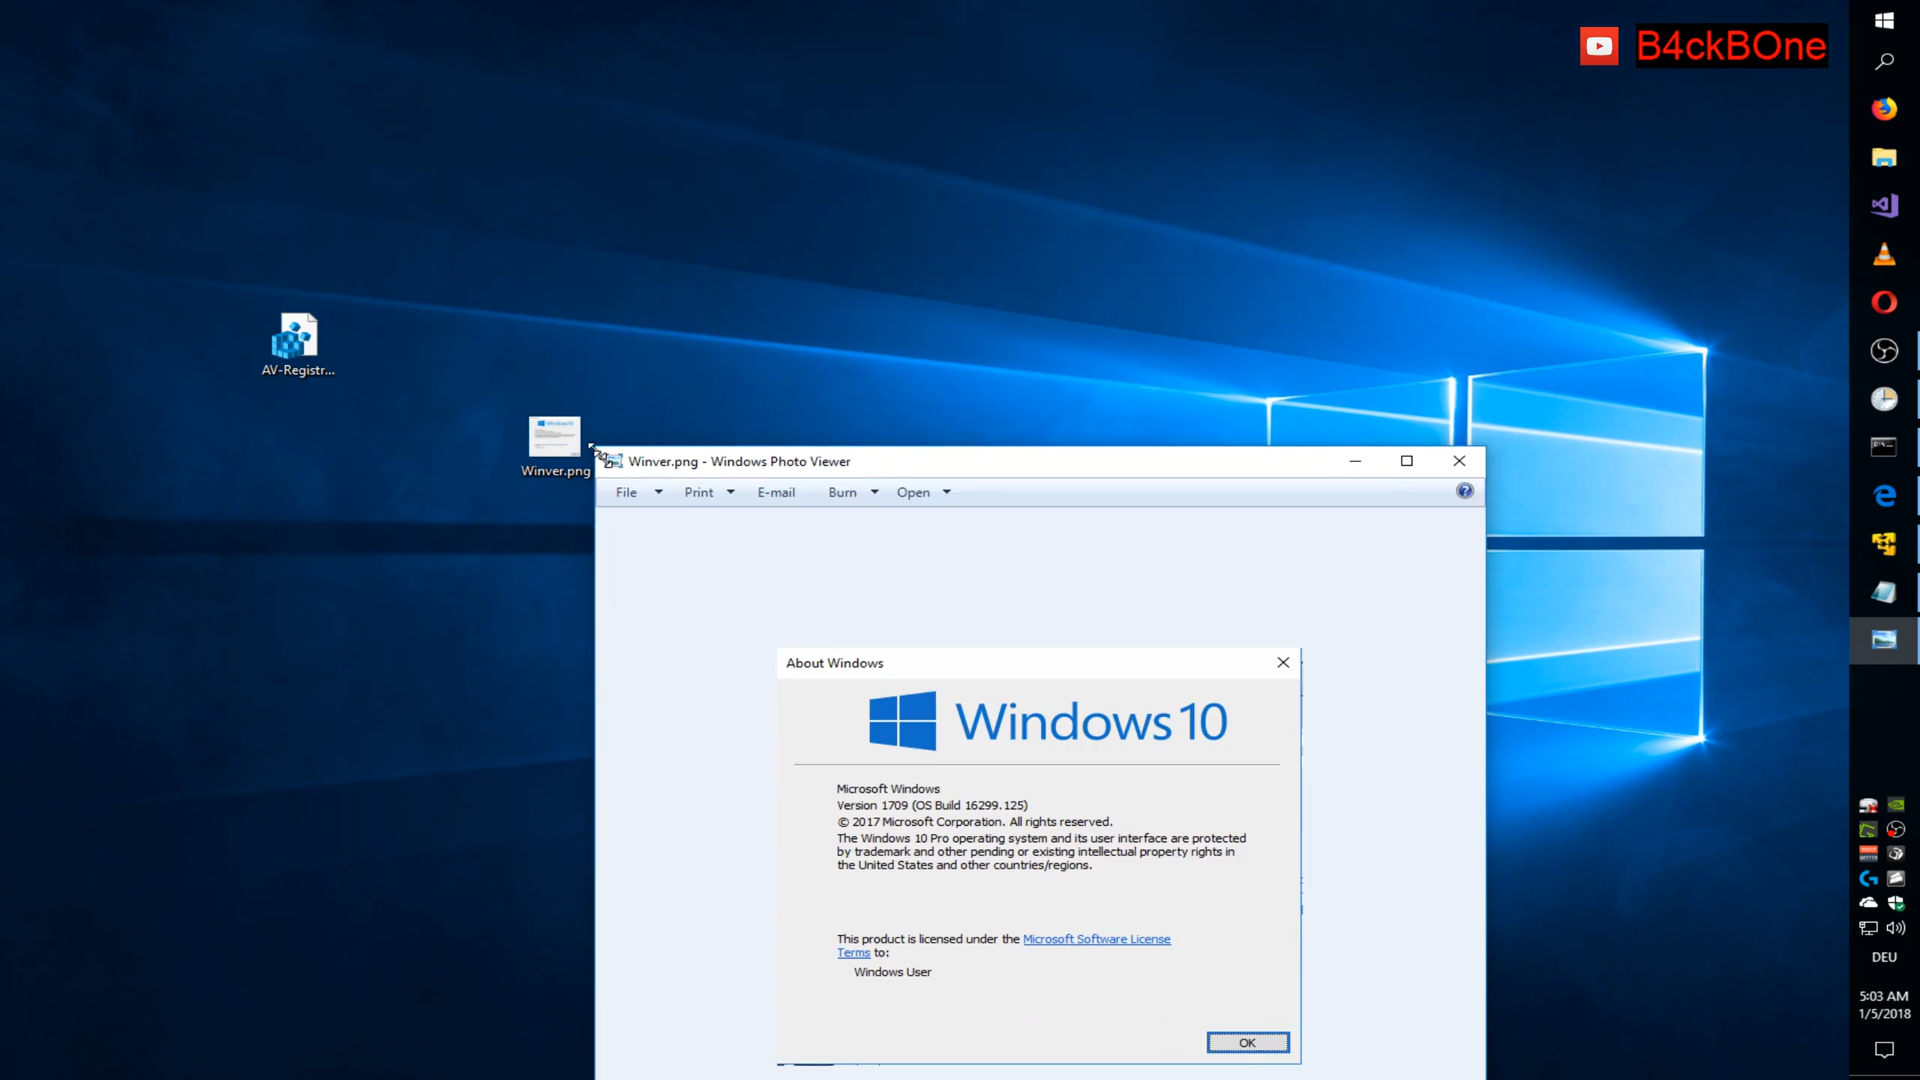 B4ckBOne
AV-Registr...
Winver.png
Winver.png - Windows Photo Viewer
File Print E-mail Burn Open
About Windows
Windows 10
Microsoft Windows
Version 1709 (OS Build 16299.125)
© 2017 Microsoft Corporation. All rights reserved.
The Windows 10 Pro operating system and its user interface are protected
by trademark and other pending or existing intellectual property rights in
the United States and other countries/regions.
This product is licensed under the Microsoft Software License
Terms to:
Windows User
OK
DEU
5:03 AM
1/5/2018